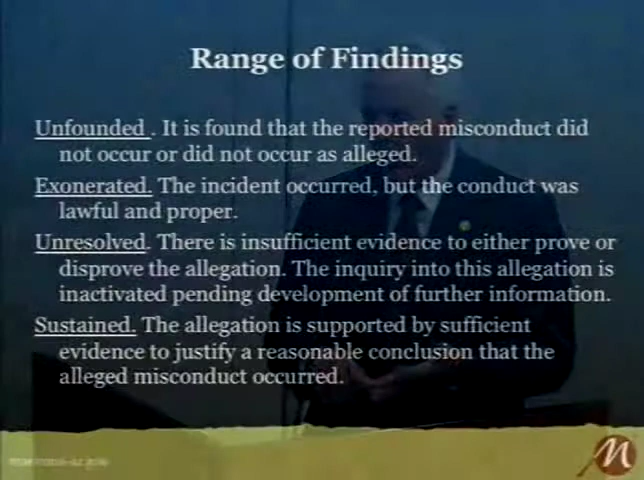 Range of Findings
Unfounded . It is found that the reported misconduct did
not occur or did not occur as alleged.
Exonerated. The incident occurred, but the conduct was
lawful and proper.
Unresolved. There is insufficient evidence to either prove or
disprove the allegation. The inquiry into this allegation is
inactivated pending development of further information.
Sustained. The allegation is supported by sufficient
evidence to justify a reasonable conclusion that the
alleged misconduct occurred.
M